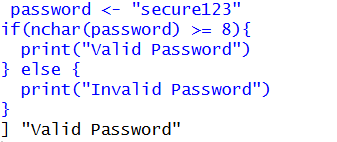 password <- "secure123"
if(nchar(password) >= 8){
  print("Valid Password")
} else {
  print("Invalid Password")
}
] "Valid Password"